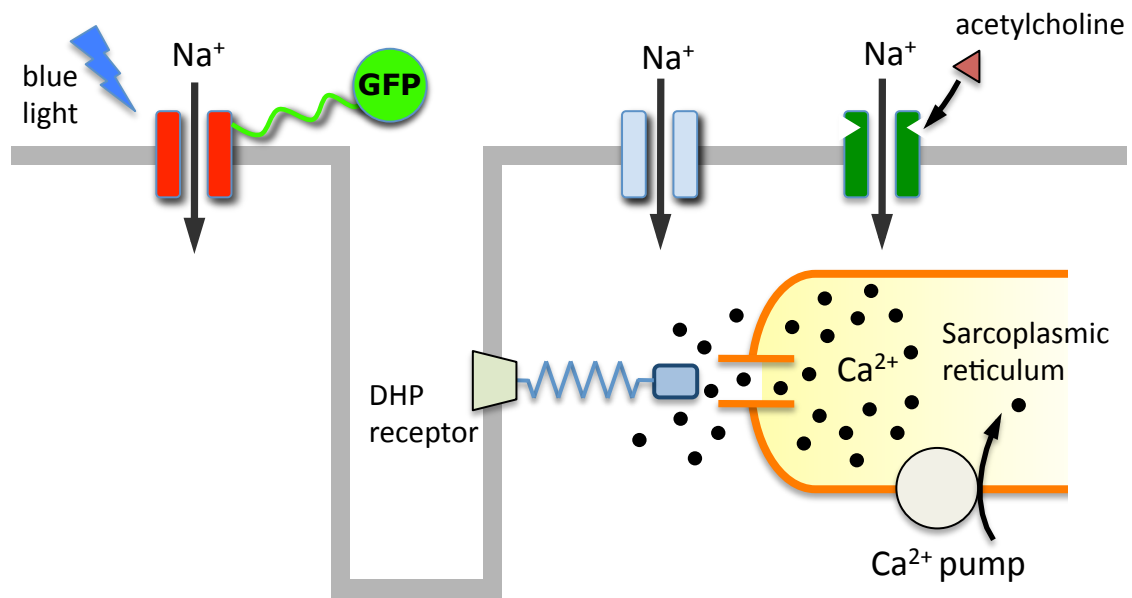 blue
light
Na⁺
GFP
Na⁺
Na⁺
acetylcholine
DHP
receptor
Ca²⁺
Sarcoplasmic
reticulum
Ca²⁺ pump